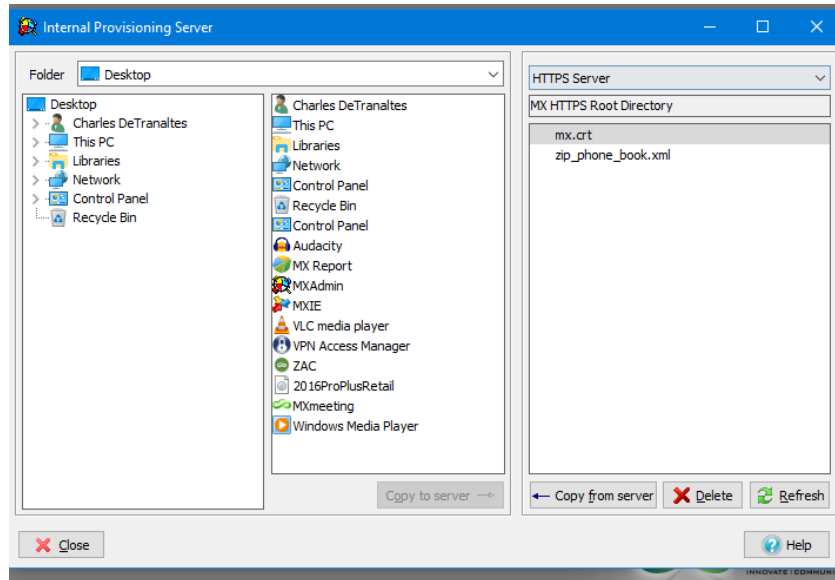 Internal Provisioning Server
Folder
Desktop
Desktop
Charles DeTranaltes
This PC
Libraries
Network
Control Panel
Recycle Bin
Charles DeTranaltes
This PC
Libraries
Network
Control Panel
Recycle Bin
Control Panel
Audacity
MX Report
MXAdmin
MXIE
VLC media player
VPN Access Manager
ZAC
2016ProPlusRetail
MXmeeting
Windows Media Player
Copy to server
HTTPS Server
MX HTTPS Root Directory
mx.crt
zip_phone_book.xml
Copy from server
Delete
Refresh
Close
Help
INNOVATE